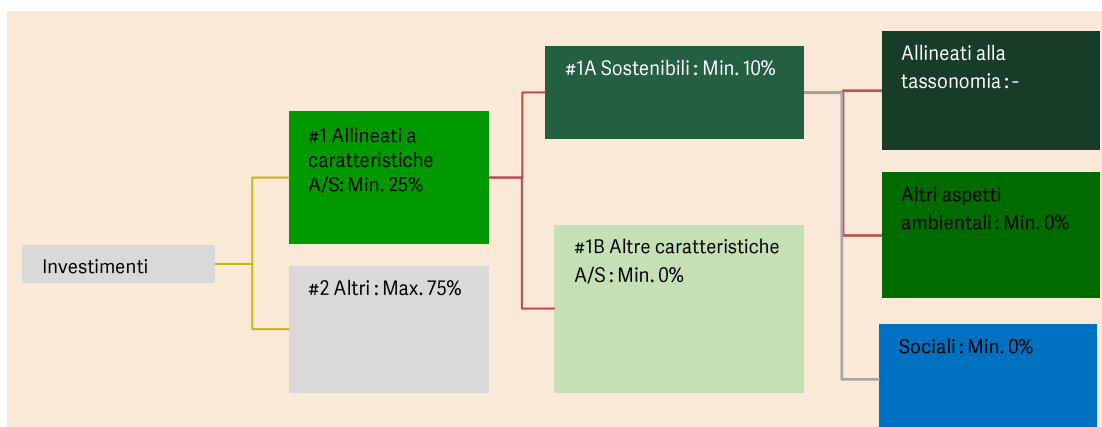 Investimenti
#1 Allineati a
caratteristiche
A/S: Min. 25%
#2 Altri : Max. 75%
#1A Sostenibili : Min. 10%
#1B Altre caratteristiche
A/S : Min. 0%
Allineati alla
tassonomia : -
Altri aspetti
ambientali : Min. 0%
Sociali : Min. 0%